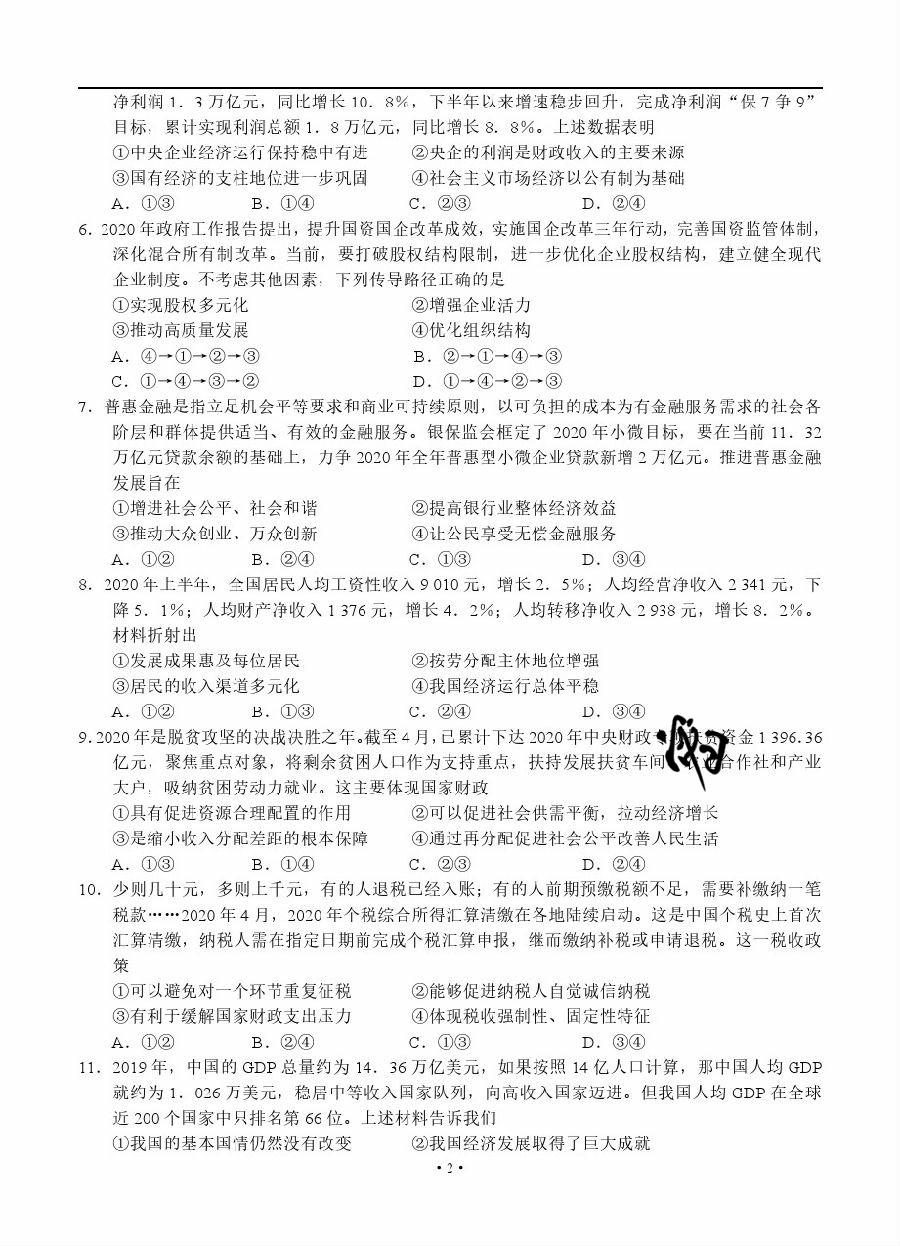 净利润 1．3 万亿元，同比增长 10．8%，下半年以来增速稳步回升，完成净利润“保 7 争 9”
目标，累计实现利润总额 1．8 万亿元，同比增长 8．8%。上述数据表明
①中央企业经济运行保持稳中有进 ②央企的利润是财政收入的主要来源
③国有经济的支柱地位进一步巩固 ④社会主义市场经济以公有制为基础
A．①③ B．①④ C．②③ D．②④
6．2020 年政府工作报告提出，提升国资国企改革成效，实施国企改革三年行动，完善国资监管体制，
深化混合所有制改革。当前，要打破股权结构限制，进一步优化企业股权结构，建立健全现代
企业制度。不考虑其他因素，下列传导路径正确的是
①实现股权多元化 ②增强企业活力
③推动高质量发展 ④优化组织结构
A．④→①→②→③ B．②→①→④→③
C．①→④→③→② D．①→④→②→③
7．普惠金融是指立足机会平等要求和商业可持续原则，以可负担的成本为有金融服务需求的社会各
阶层和群体提供适当、有效的金融服务。银保监会框定了 2020 年小微目标，要在当前 11．32
万亿元贷款余额的基础上，力争 2020 年全年普惠型小微企业贷款新增 2 万亿元。推进普惠金融
发展旨在
①增进社会公平、社会和谐 ②提高银行业整体经济效益
③推动大众创业、万众创新 ④让公民享受无偿金融服务
A．①② B．②④ C．①③ D．③④
8．2020 年上半年，全国居民人均工资性收入 9 010 元，增长 2．5%；人均经营净收入 2 341 元，下
降 5．1%；人均财产净收入 1 376 元，增长 4．2%；人均转移净收入 2 938 元，增长 8．2%。
材料折射出
①发展成果惠及每位居民 ②按劳分配主体地位增强
③居民的收入渠道多元化 ④我国经济运行总体平稳
A．①② B．①③ C．②④ D．③④
9.2020 年是脱贫攻坚的决战决胜之年。截至 4 月，已累计下达 2020 年中央财政 资金 1 396.36
亿元，聚焦重点对象，将剩余贫困人口作为支持重点，扶持发展扶贫车间 合作社和产业
大户，吸纳贫困劳动力就业。这主要体现国家财政
①具有促进资源合理配置的作用 ②可以促进社会供需平衡，拉动经济增长
③是缩小收入分配差距的根本保障 ④通过再分配促进社会公平改善人民生活
A．①③ B．①④ C．②③ D．②④
10．少则几十元，多则上千元，有的人退税已经入账；有的人前期预缴税额不足，需要补缴纳一笔
税款……2020 年 4 月，2020 年个税综合所得汇算清缴在各地陆续启动。这是中国个税史上首次
汇算清缴，纳税人需在指定日期前完成个税汇算申报，继而缴纳补税或申请退税。这一税收政
策
①可以避免对一个环节重复征税 ②能够促进纳税人自觉诚信纳税
③有利于缓解国家财政支出压力 ④体现税收强制性、固定性特征
A．①② B．②④ C．①③ D．③④
11．2019 年，中国的 GDP 总量约为 14．36 万亿美元，如果按照 14 亿人口计算，那中国人均 GDP
就约为 1．026 万美元，稳居中等收入国家队列，向高收入国家迈进。但我国人均 GDP 在全球
近 200 个国家中只排名第 66 位。上述材料告诉我们
①我国的基本国情仍然没有改变 ②我国经济发展取得了巨大成就
·2·